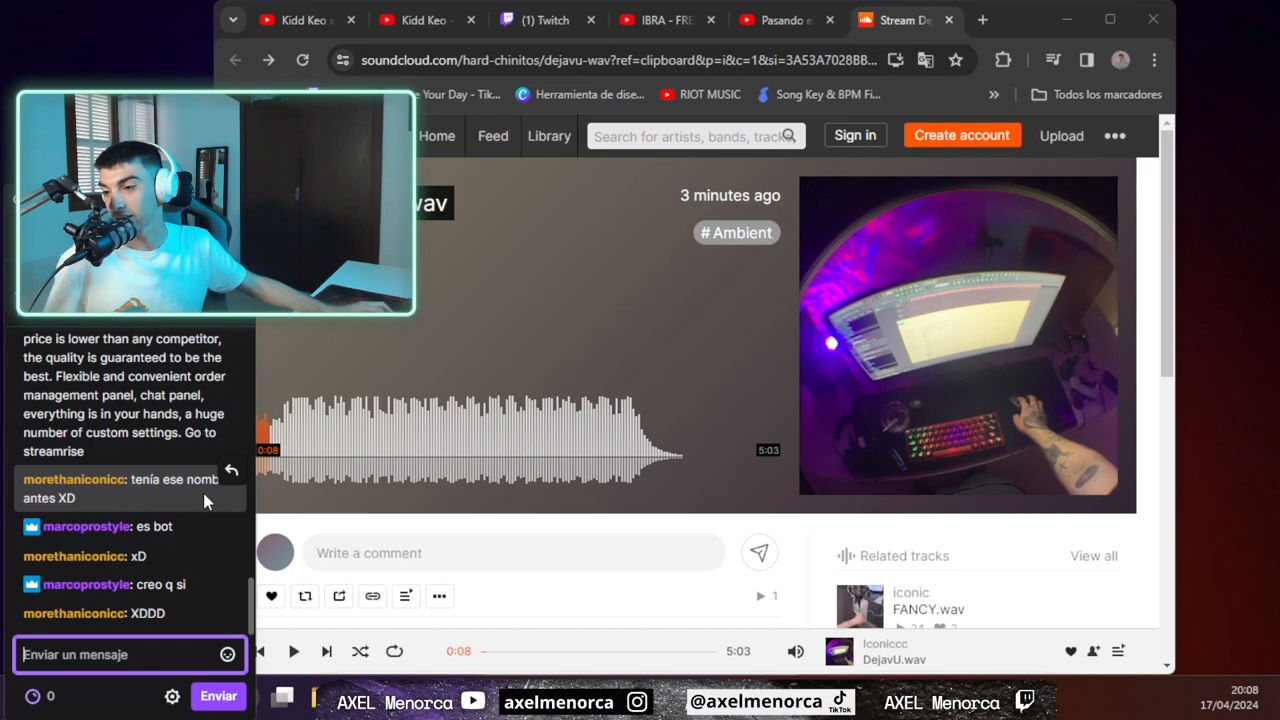 Kidd Keo x
Kidd Keo -
(1) Twitch
IBRA - FRE
Pasando e
Stream De
soundcloud.com/hard-chinitos/dejavu-wav?ref=clipboard&p=i&c=1&si=3A53A7028BB...
e Your Day - Tik...
Herramienta de dise...
RIOT MUSIC
Song Key & BPM Fi...
»
Todos los marcadores
Home
Feed
Library
Search for artists, bands, tracks
Sign in
Create account
Upload
wav
3 minutes ago
# Ambient
0:08
5:03
price is lower than any competitor,
the quality is guaranteed to be the
best. Flexible and convenient order
management panel, chat panel,
everything is in your hands, a huge
number of custom settings. Go to
streamrise
morethaniconicc: tenía ese nomb
antes XD
marcoprostyle: es bot
morethaniconicc: xD
marcoprostyle: creo q si
morethaniconicc: XDDD
Enviar un mensaje
0
Enviar
Write a comment
1
Related tracks
View all
iconic
FANCY.wav
0:08
5:03
Iconiccc
DejavU.wav
AXEL Menorca
axelmenorca
@axelmenorca
TikTok
AXEL Menorca
20:08
17/04/2024